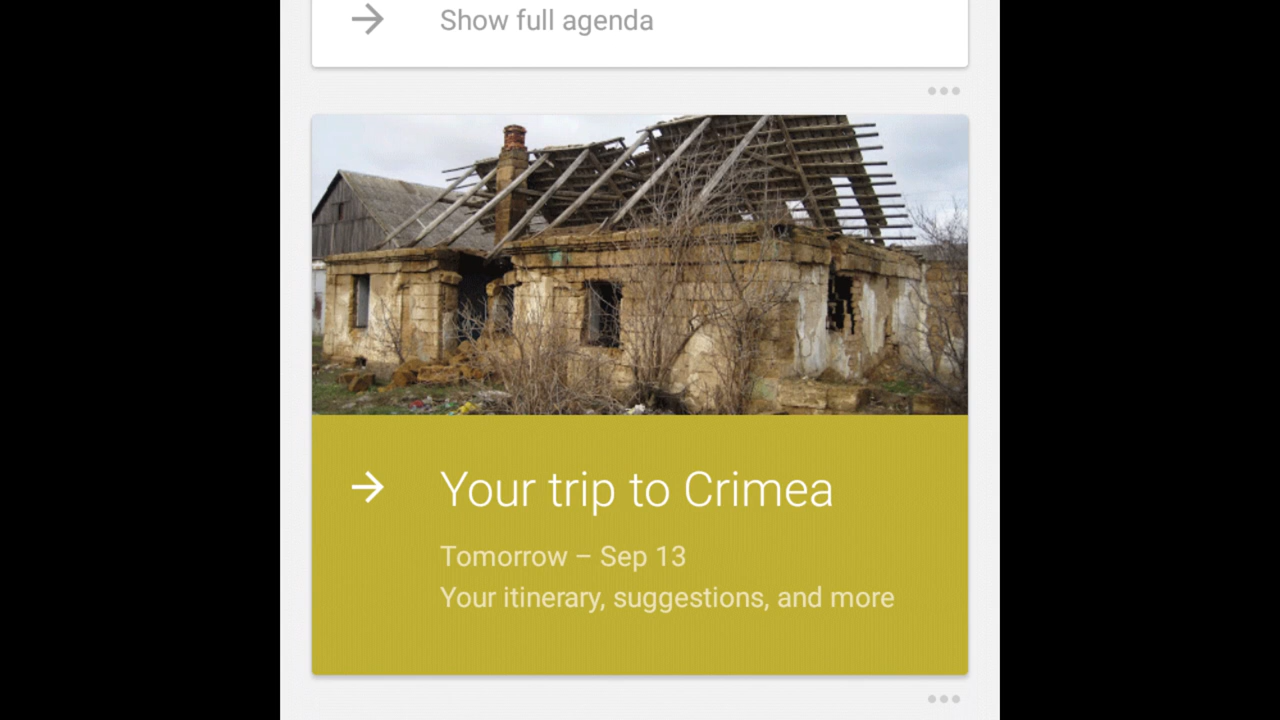 Show full agenda
Your trip to Crimea
Tomorrow – Sep 13
Your itinerary, suggestions, and more